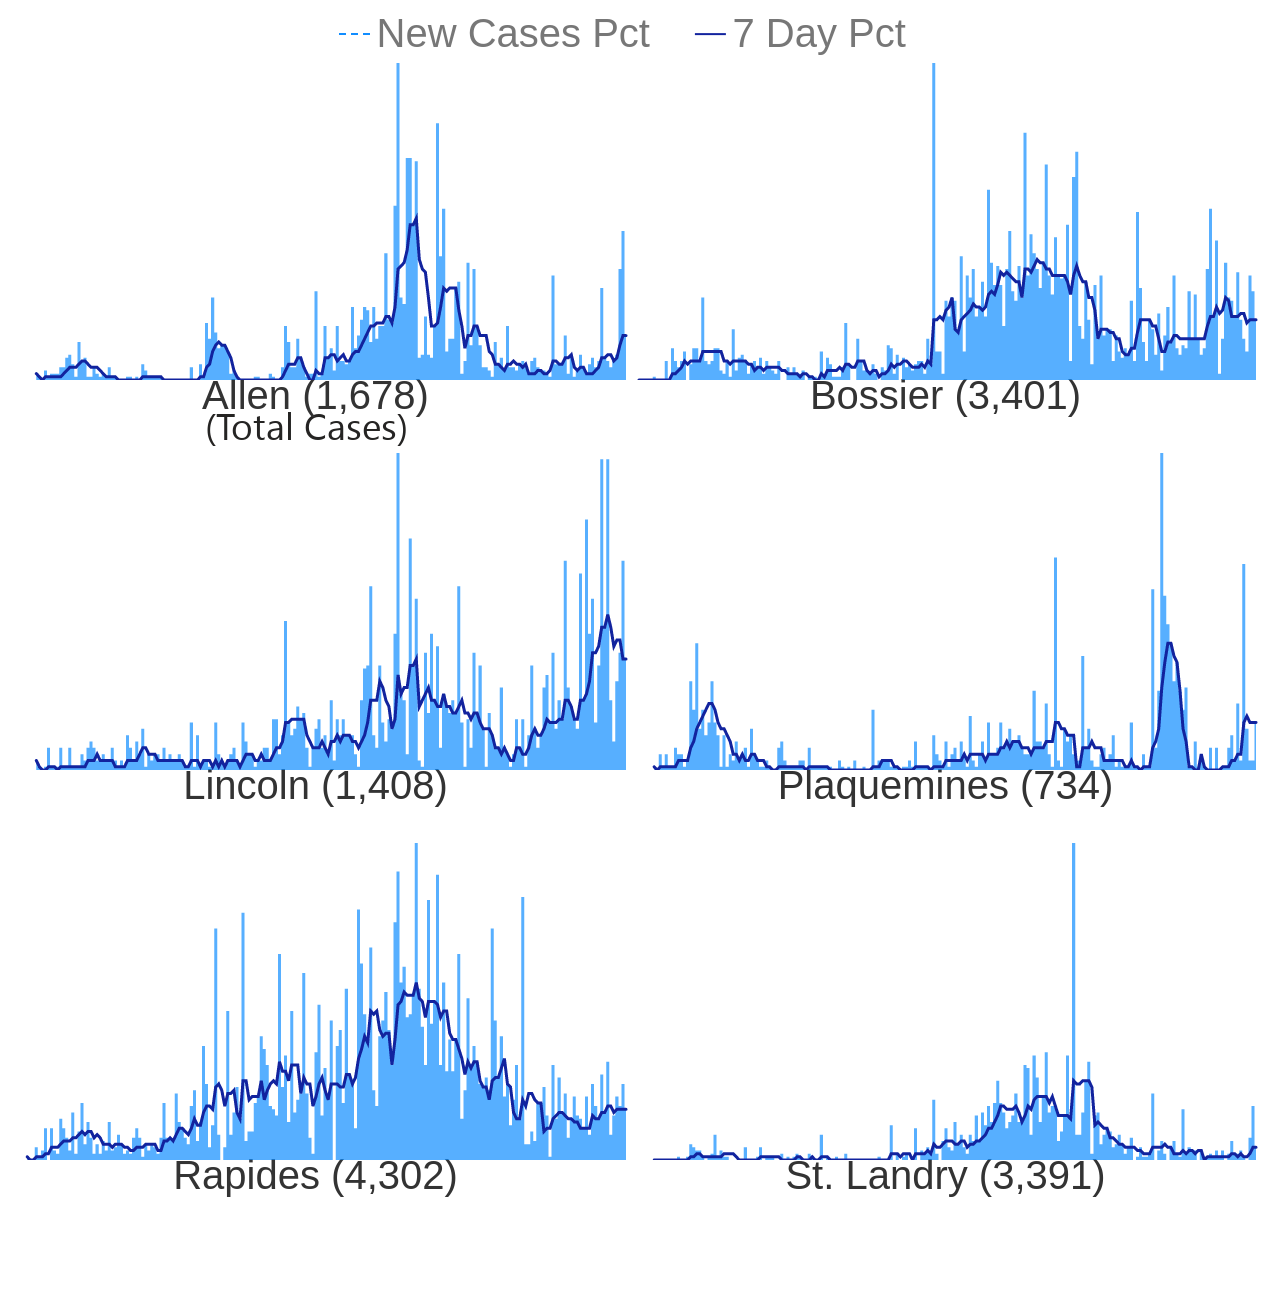 New Cases Pct 7 Day Pct
Allen (1,678) Bossier (3,401)
(Total Cases)
Lincoln (1,408) Plaquemines (734)
Rapides (4,302) St. Landry (3,391)